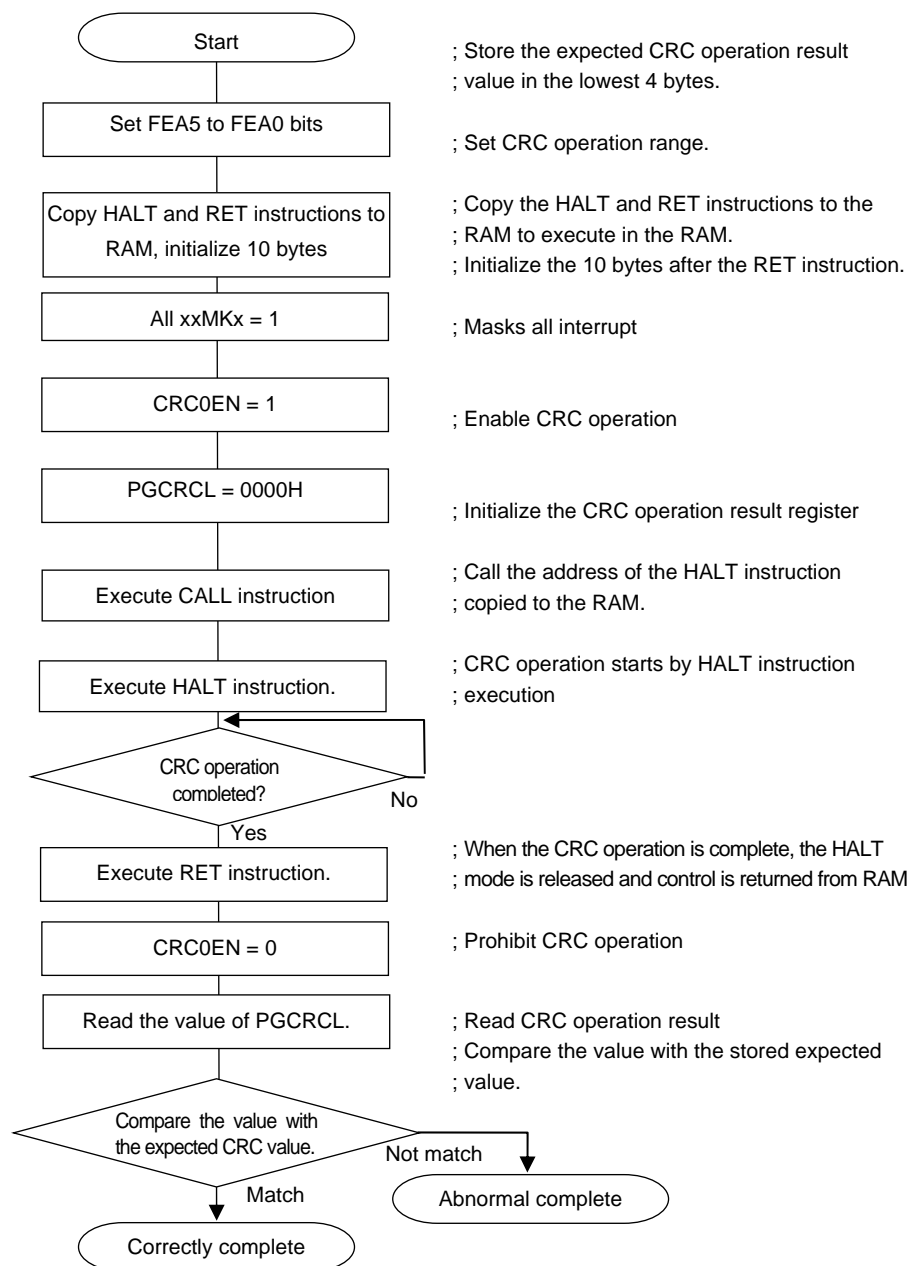 Start
; Store the expected CRC operation result
; value in the lowest 4 bytes.
Set FEA5 to FEA0 bits
; Set CRC operation range.
Copy HALT and RET instructions to
RAM, initialize 10 bytes
; Copy the HALT and RET instructions to the
; RAM to execute in the RAM.
; Initialize the 10 bytes after the RET instruction.
All xxMKx = 1
; Masks all interrupt
CRC0EN = 1
; Enable CRC operation
PGCRCL = 0000H
; Initialize the CRC operation result register
Execute CALL instruction
; Call the address of the HALT instruction
; copied to the RAM.
Execute HALT instruction.
; CRC operation starts by HALT instruction
; execution
CRC operation
completed?
No
Yes
Execute RET instruction.
; When the CRC operation is complete, the HALT
; mode is released and control is returned from RAM
CRC0EN = 0
; Prohibit CRC operation
Read the value of PGCRCL.
; Read CRC operation result
; Compare the value with the stored expected
; value.
Compare the value with
the expected CRC value.
Not match
Match
Abnormal complete
Correctly complete